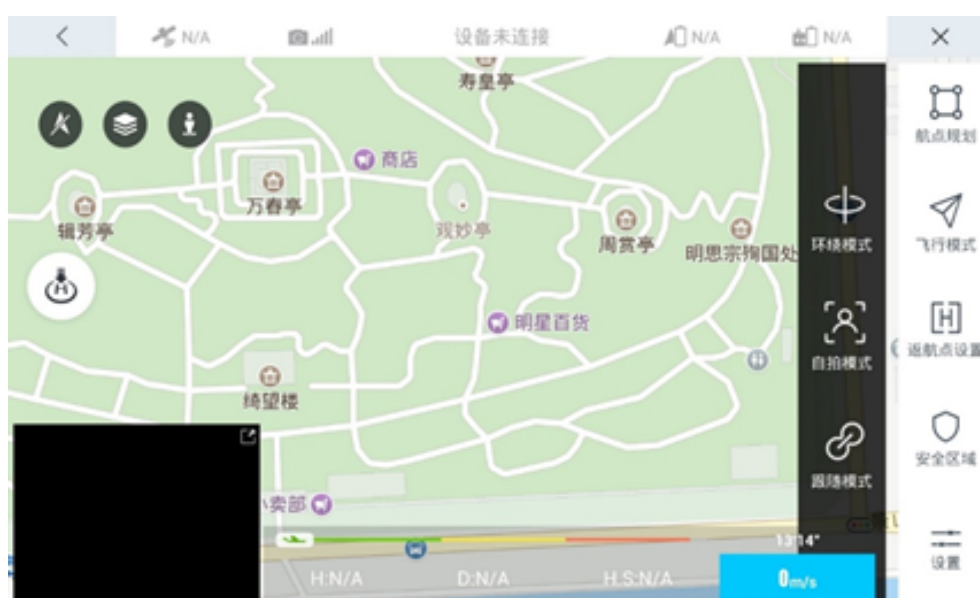 N/A
设备未连接
N/A
N/A
寿皇亭
航点规划
商店
万春亭
辑芳亭
观妙亭
周赏亭
明思宗殉国处
环绕模式
飞行模式
H
明星百货
H
返航点设置
自拍模式
绮望楼
安全区域
跟随模式
小卖部
13'14"
设置
H:N/A
D:N/A
H.S:N/A
0m/s